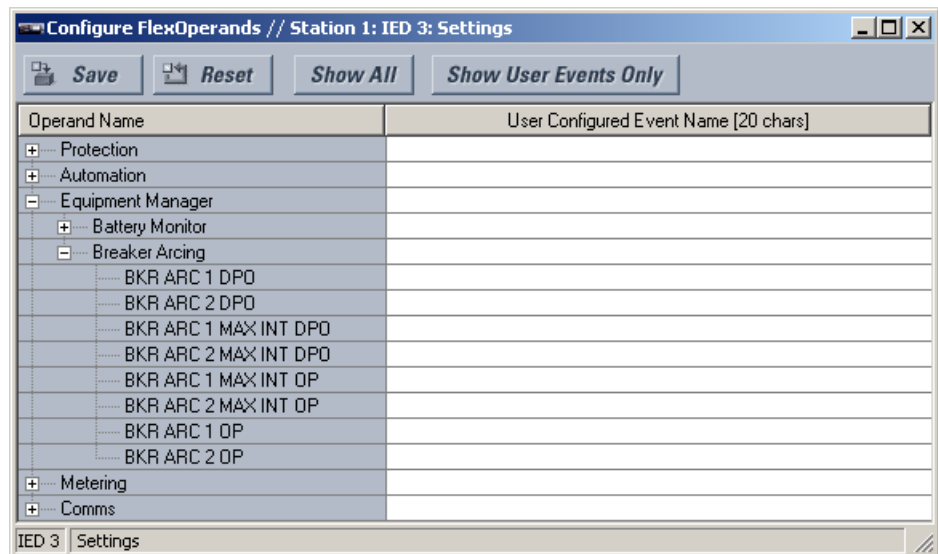 Configure FlexOperands // Station 1: IED 3: Settings
Save Reset Show All Show User Events Only
Operand Name User Configured Event Name [20 chars]
Protection
Automation
Equipment Manager
Battery Monitor
Breaker Arcing
BKR ARC 1 DPO
BKR ARC 2 DPO
BKR ARC 1 MAX INT DPO
BKR ARC 2 MAX INT DPO
BKR ARC 1 MAX INT OP
BKR ARC 2 MAX INT OP
BKR ARC 1 OP
BKR ARC 2 OP
Metering
Comms
IED 3 Settings